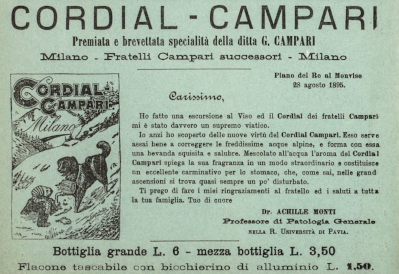 CORDIAL - CAMPARI
Premiata e brevettata specialità della ditta G. CAMPARI
Milano - Fratelli Campari successori - Milano
CORDIAL
CAMPARI
Milano
Piano del Re al Monviso
28 agosto 1895.
Carissimo,
Ho fatto una escursione al Viso ed il Cordial dei fratelli Campari
mi è stato davvero un supremo viatico.
Io anzi ho scoperto delle nuove virtù del Cordial Campari. Esso serve
assai bene a correggere le freddissime acque alpine, e forma con essa
una bevanda squisita e salubre. Mescolato all'acqua l'aroma del Cordial
Campari spiega la sua fragranza in un modo straordinario e costituisce
un eccellente carminativo per lo stomaco, che, come sai, nelle grand
ascensioni si trova quasi sempre un po' disturbato.
Ti prego di fare i miei ringraziamenti al fratello ed i saluti a tutta
la tua famiglia. Tuo di cuore
Dr. ACHILLE MONTI
Professore di Patologia Generale
NELLA R. UNIVERSITÀ DI PAVIA.
Bottiglia grande L. 6 - mezza bottiglia L. 3,50
Flacone tascabile con bicchierino di alluminio L. 1,50.